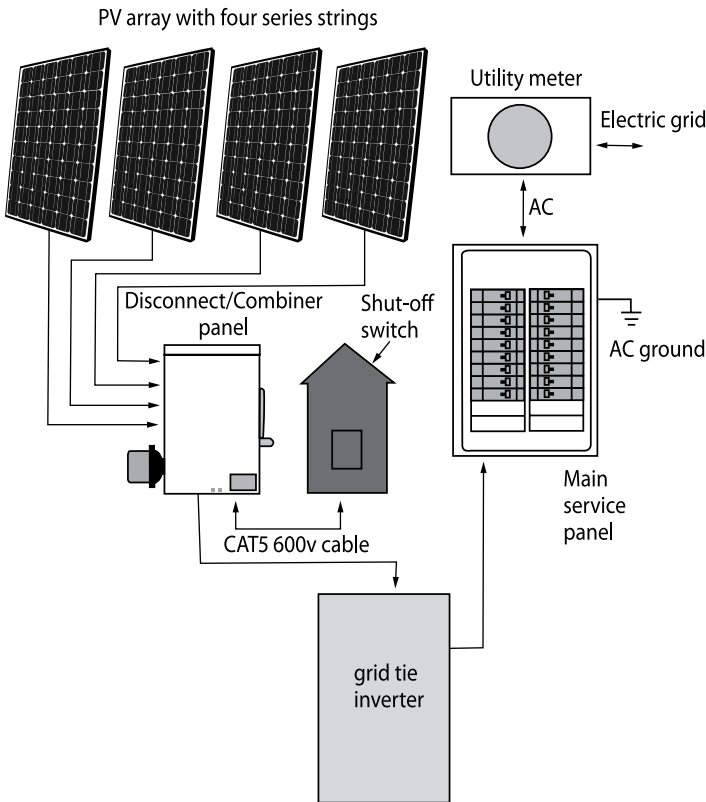 PV array with four series strings
Utility meter
Electric grid
AC
Disconnect/Combiner
panel
Shut-off
switch
AC ground
Main
service
panel
CAT5 600v cable
grid tie
inverter